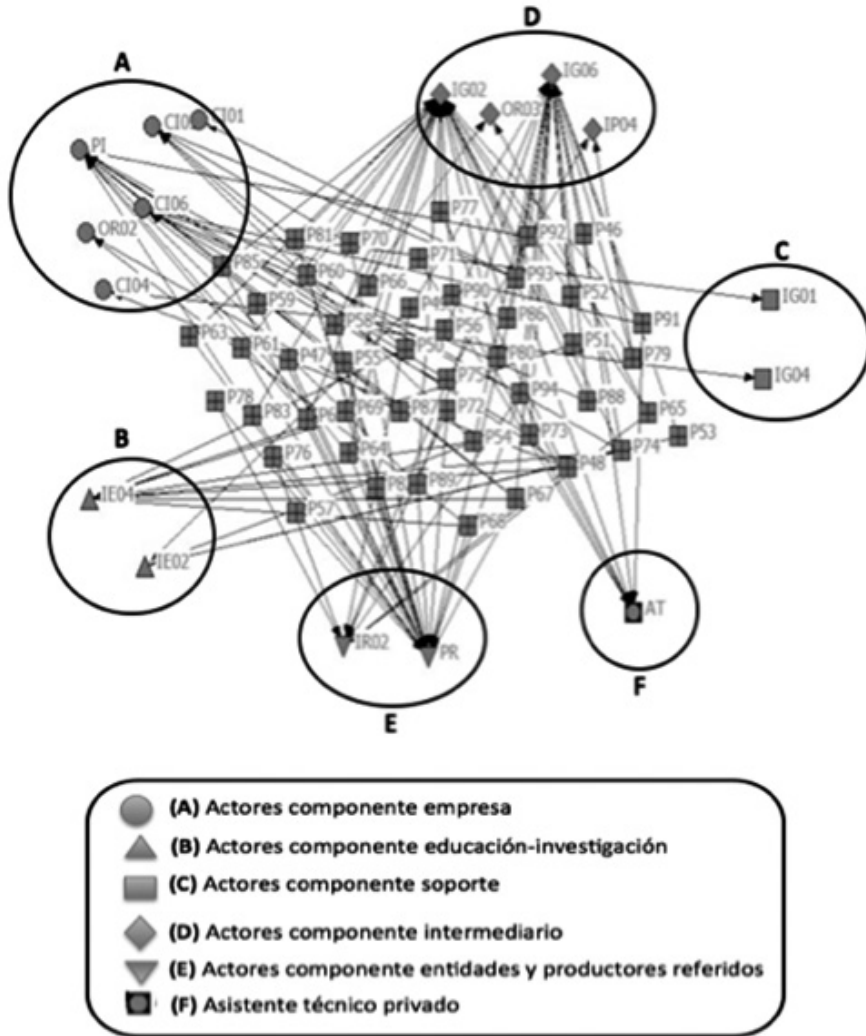 D
A
IG06
IG02
OR03
CI01
IP04
PI
CI06
P77
OR02
P92
P46
P81
P70
C
P71
P85
P60
P93
P66
CI04
P90
P52
IG01
P59
P86
P58
P56
P91
P63
P61
P51
P47
P55
P80
P79
P75
IG04
P94
P78
P88
P83
P69
P87
P72
P65
B
P54
P73
P53
P64
P74
P76
P48
IE04
P89
P67
P57
P68
IE02
AT
IR02
PR
F
E
(A) Actores componente empresa
(B) Actores componente educación-investigación
(C) Actores componente soporte
(D) Actores componente intermediario
(E) Actores componente entidades y productores referidos
(F) Asistente técnico privado